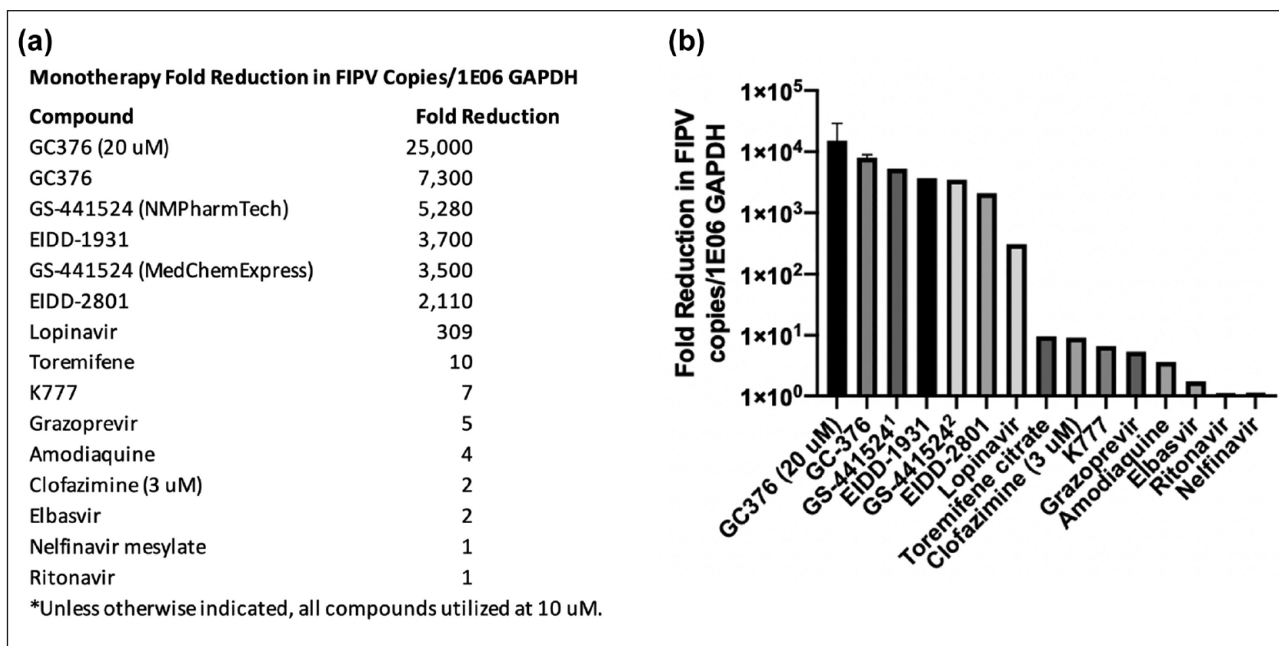 (a)
Monotherapy Fold Reduction in FIPV Copies/1E06 GAPDH
Compound Fold Reduction
GC376 (20 uM) 25,000
GC376 7,300
GS-441524 (NMPharmTech) 5,280
EIDD-1931 3,700
GS-441524 (MedChemExpress) 3,500
EIDD-2801 2,110
Lopinavir 309
Toremifene 10
K777 7
Grazoprevir 5
Amodiaquine 4
Clofazimine (3 uM) 2
Elbasvir 2
Nelfinavir mesylate 1
Ritonavir 1
*Unless otherwise indicated, all compounds utilized at 10 uM.
(b)
Fold Reduction in FIPV
copies/1E06 GAPDH
1×10⁵
1×10⁴
1×10³
1×10²
1×10¹
1×10⁰
GC376 (20 uM)
GC-376
GS-441524¹
EIDD-1931
GS-441524²
EIDD-2801
Lopinavir
Toremifene citrate
Clofazimine (3 uM)
K777
Grazoprevir
Amodiaquine
Elbasvir
Ritonavir
Nelfinavir